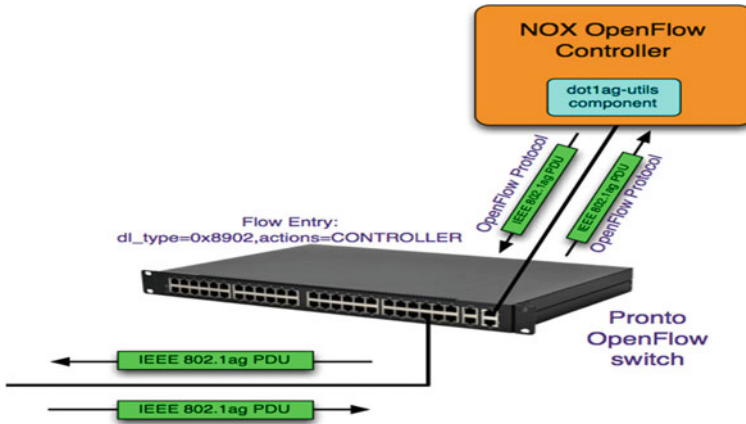 NOX OpenFlow
Controller
dot1ag-utils
component
OpenFlow Protocol
IEEE 802.1ag PDU
IEEE 802.1ag PDU
OpenFlow Protocol
Flow Entry:
dl_type=0x8902,actions=CONTROLLER
Pronto
OpenFlow
switch
IEEE 802.1ag PDU
IEEE 802.1ag PDU